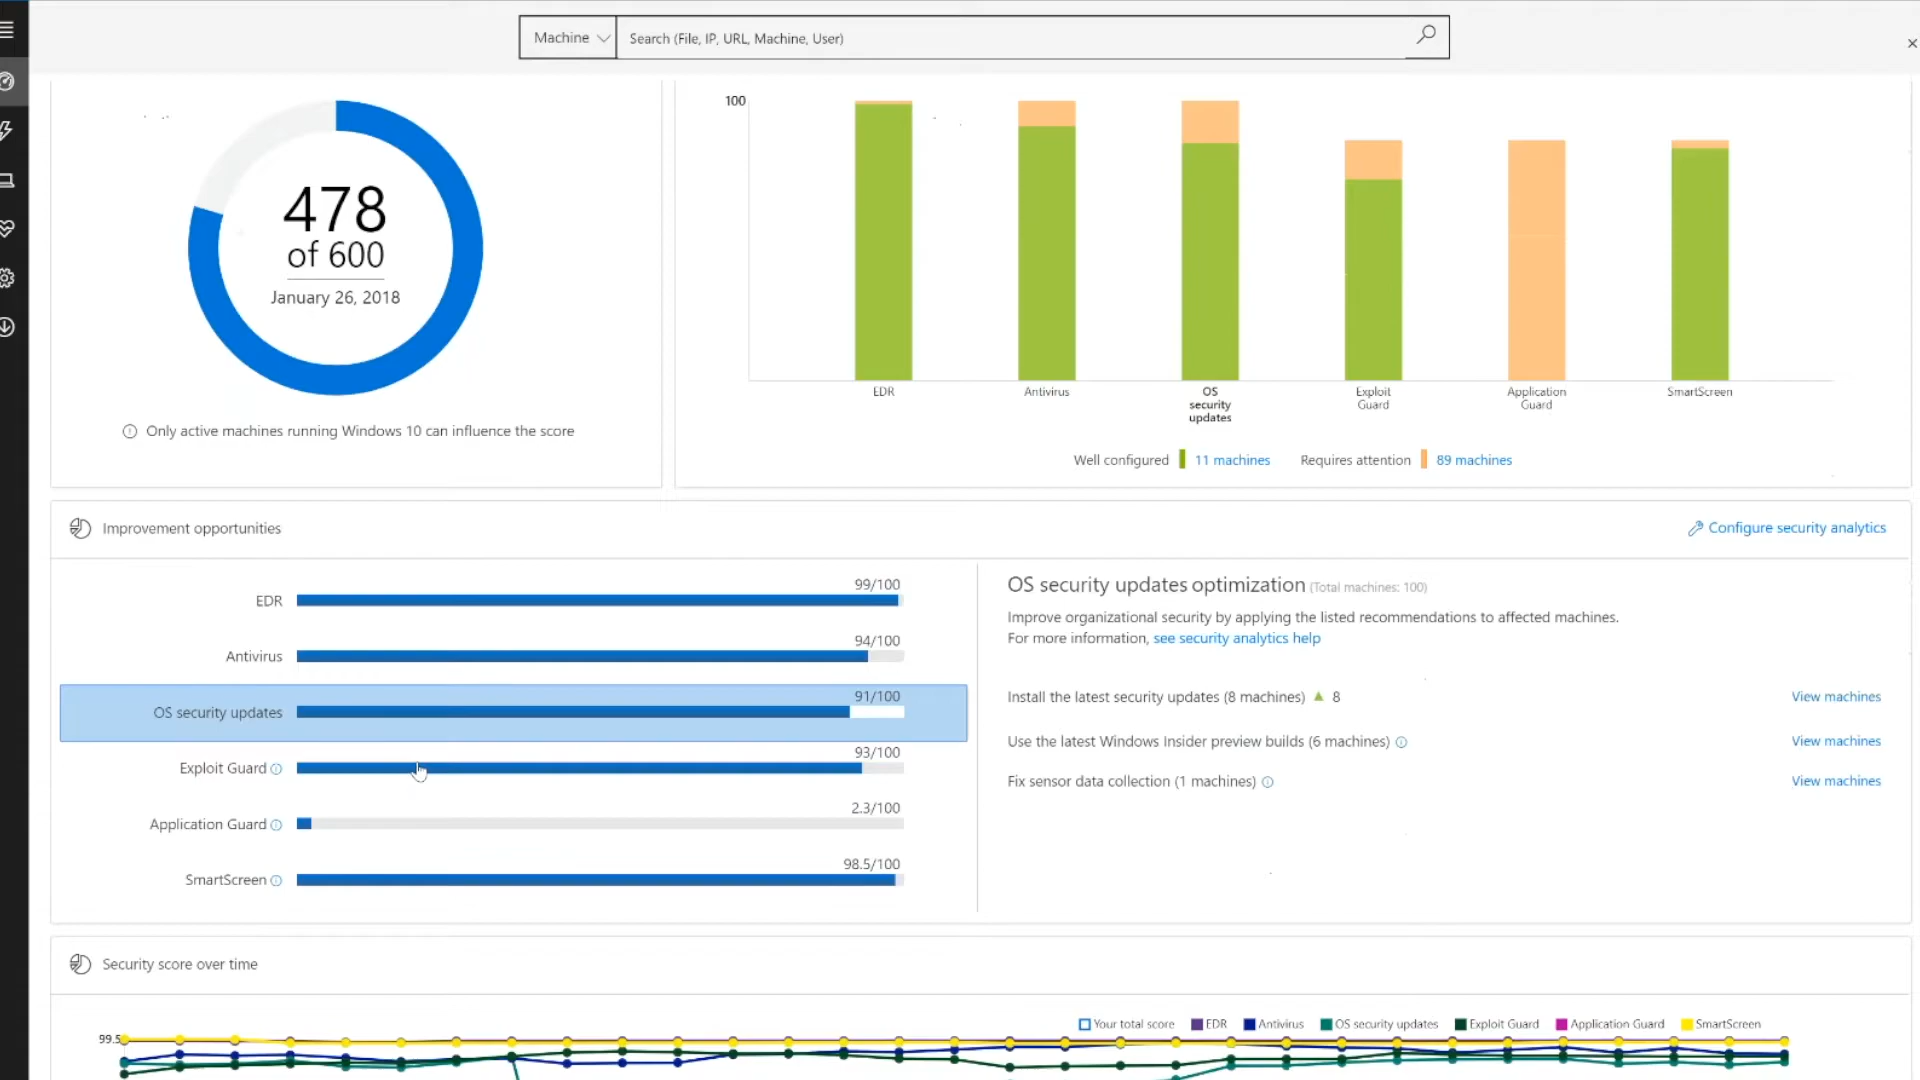 Machine
Search (File, IP, URL, Machine, User)
478
of 600
January 26, 2018
Only active machines running Windows 10 can influence the score
100
EDR
Antivirus
OS
security
updates
Exploit
Guard
Application
Guard
SmartScreen
Well configured 11 machines Requires attention 89 machines
Improvement opportunities
Configure security analytics
EDR 99/100
Antivirus 94/100
OS security updates 91/100
Exploit Guard 93/100
Application Guard 2.3/100
SmartScreen 98.5/100
OS security updates optimization (Total machines: 100)
Improve organizational security by applying the listed recommendations to affected machines.
For more information, see security analytics help
Install the latest security updates (8 machines) 8 View machines
Use the latest Windows Insider preview builds (6 machines) View machines
Fix sensor data collection (1 machines) View machines
Security score over time
Your total score EDR Antivirus OS security updates Exploit Guard Application Guard SmartScreen
99.5